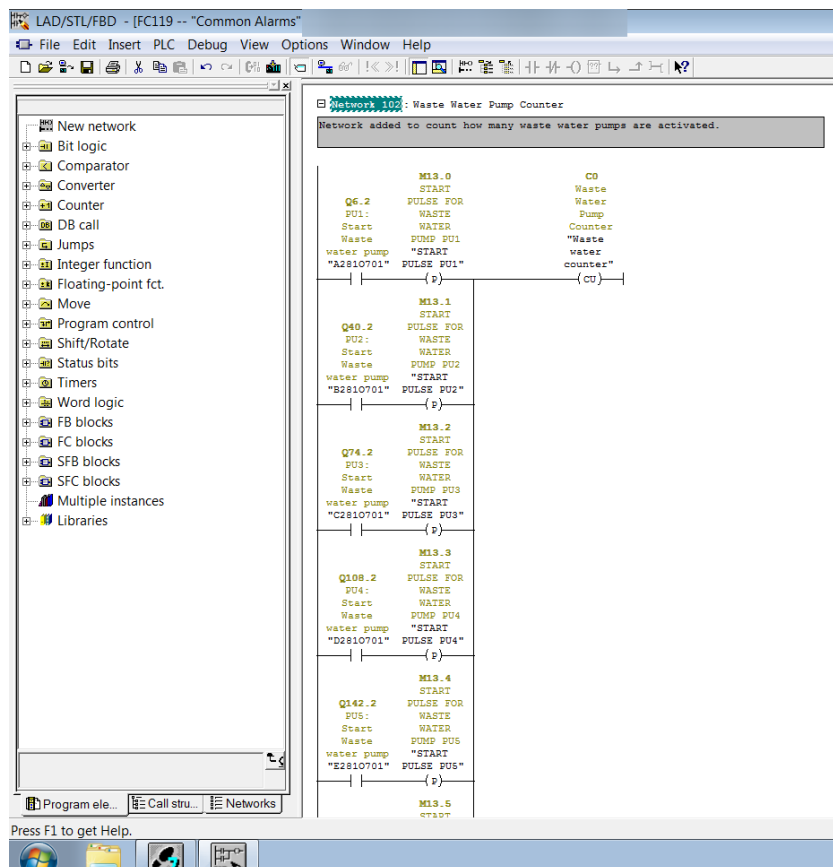 LAD/STL/FBD - [FC119 -- "Common Alarms"
File Edit Insert PLC Debug View Options Window Help
New network
Bit logic
Comparator
Converter
Counter
DB call
Jumps
Integer function
Floating-point fct.
Move
Program control
Shift/Rotate
Status bits
Timers
Word logic
FB blocks
FC blocks
SFB blocks
SFC blocks
Multiple instances
Libraries
Program ele...
Call stru...
Networks
Network 102 : Waste Water Pump Counter
Network added to count how many waste water pumps are activated.
Q6.2
PU1:
Start
Waste
water pump
"A2810701"
M13.0
START
PULSE FOR
WASTE
WATER
PUMP PU1
"START
PULSE PU1"
(P)
C0
Waste
Water
Pump
Counter
"Waste
water
counter"
(CU)
Q40.2
PU2:
Start
Waste
water pump
"B2810701"
M13.1
START
PULSE FOR
WASTE
WATER
PUMP PU2
"START
PULSE PU2"
(P)
Q74.2
PU3:
Start
Waste
water pump
"C2810701"
M13.2
START
PULSE FOR
WASTE
WATER
PUMP PU3
"START
PULSE PU3"
(P)
Q108.2
PU4:
Start
Waste
water pump
"D2810701"
M13.3
START
PULSE FOR
WASTE
WATER
PUMP PU4
"START
PULSE PU4"
(P)
Q142.2
PU5:
Start
Waste
water pump
"E2810701"
M13.4
START
PULSE FOR
WASTE
WATER
PUMP PU5
"START
PULSE PU5"
(P)
M13.5
START
Press F1 to get Help.